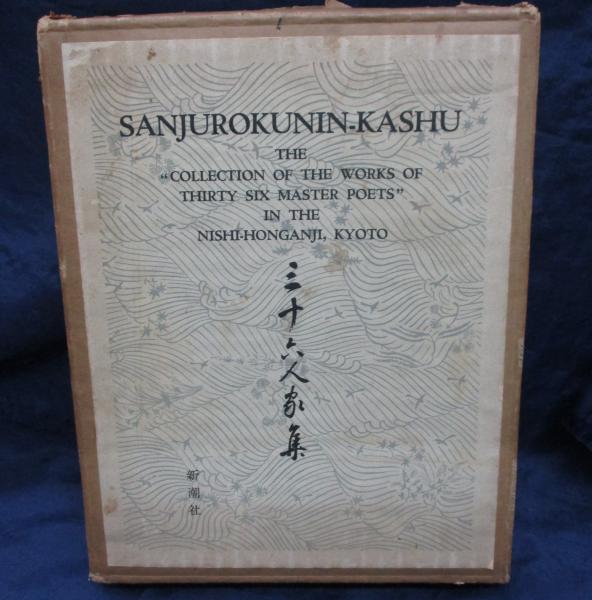 SANJUROKUNIN-KASHU
THE
“COLLECTION OF THE WORKS OF
THIRTY SIX MASTER POETS”
IN THE
NISHI-HONGANJI, KYOTO
三十六人家集
新潮社